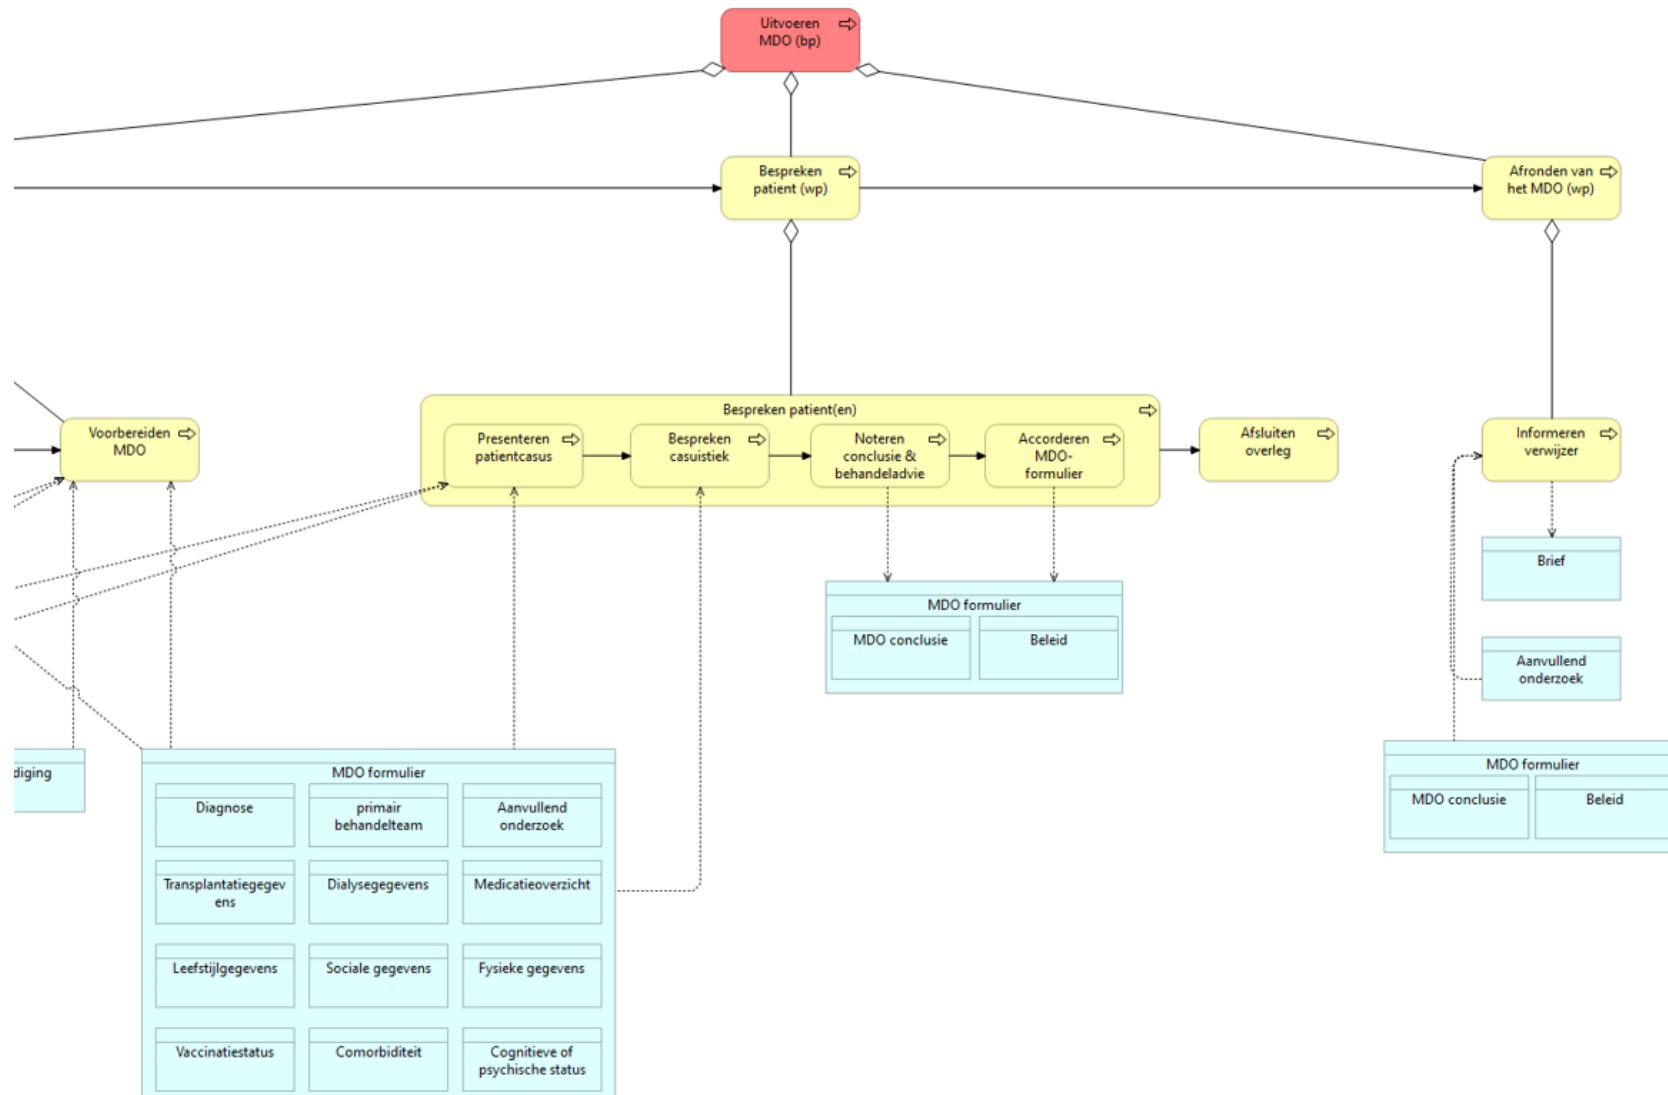 Uitvoeren
MDO (bp)
Bespreken
patient (wp)
Afronden van
het MDO (wp)
Voorbereiden
MDO
Bespreken patient(en)
Presenteren
patientcasus
Bespreken
casuistiek
Noteren
conclusie &
behandeladvie
Accorderen
MDO-
formulier
Afsluiten
overleg
Informeren
verwijzer
Brief
Aanvullend
onderzoek
MDO formulier
MDO conclusie
Beleid
MDO formulier
MDO conclusie
Beleid
diging
MDO formulier
Diagnose
primair
behandelteam
Aanvullend
onderzoek
Transplantatiegegev
ens
Dialysegegevens
Medicatieoverzicht
Leefstijlgegevens
Sociale gegevens
Fysieke gegevens
Vaccinatiestatus
Comorbiditeit
Cognitieve of
psychische status